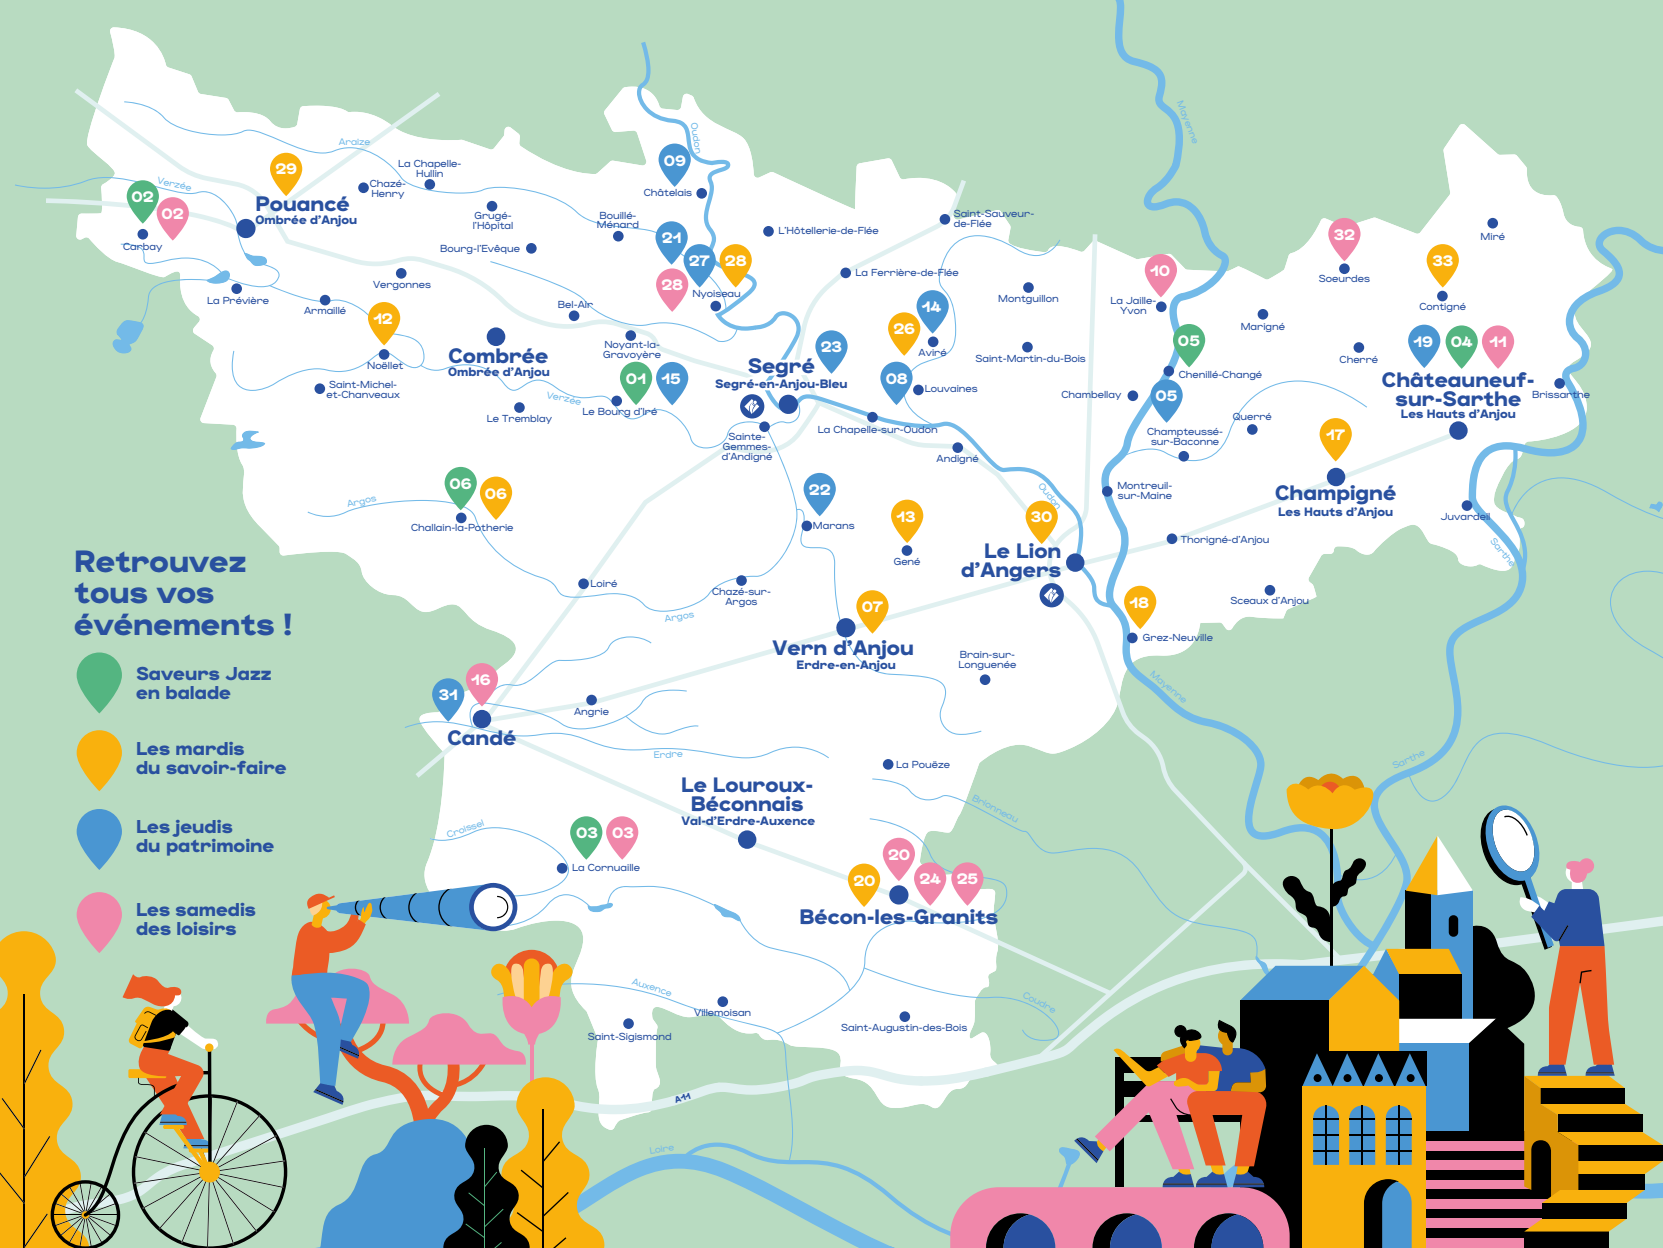 Oudon
Mayenne
Araize
Verzée
La Chapelle-
Hullin
Chazé-
Henry
29
09
02
02
Pouancé
Ombrée d'Anjou
Carbay
Châtelais
Grugé-
l'Hôpital
Bouillé-
Ménard
Bourg-l'Evêque
21
27
28
28
Nyoiseau
L'Hôtellerie-de-Flée
Saint-Sauveur-
de-Flée
La Ferrière-de-Flée
32
Soeurdes
Miré
33
Contigné
10
La Jaille-
Yvon
Montguillon
Marigné
La Prévière
Vergonnes
Armaillé
12
Noëllet
Bel-Air
Noyant-la-
Gravoyère
Combrée
Ombrée d'Anjou
14
26
Aviré
23
Segré
Segré-en-Anjou-Bleu
Saint-Martin-du-Bois
05
Chenillé-Changé
Cherré
19
04
11
Châteauneuf-
sur-Sarthe
Les Hauts d'Anjou
Brissarthe
Saint-Michel-
et-Chanveaux
Verzée
Le Tremblay
01
15
Le Bourg d'Iré
08
Louvaines
Chambellay
05
Sainte-
Gemmes-
d'Andigné
La Chapelle-sur-Oudon
Andigné
Champteussé-
sur-Baconne
Querré
17
Champigné
Les Hauts d'Anjou
Argos
06
06
Challain-la-Potherie
22
Marans
13
Gené
Oudon
30
Le Lion
d'Angers
Montreuil-
sur-Maine
Juvardeil
Sarthe
Thorigné-d'Anjou
Sceaux d'Anjou
Retrouvez
tous vos
événements !
Loiré
Chazé-sur-
Argos
Argos
07
Vern d'Anjou
Erdre-en-Anjou
18
Grez-Neuville
Brain-sur-
Longuenée
Mayenne
Saveurs Jazz
en balade
31
16
Candé
Angrie
Erdre
Les mardis
du savoir-faire
La Pouëze
Sarthe
Le Louroux-
Béconnais
Val-d'Erdre-Auxence
Brionneau
Les jeudis
du patrimoine
Croissel
03
03
La Cornuaille
20
20
24
25
Bécon-les-Granits
Les samedis
des loisirs
Auxence
Villemoisan
Saint-Sigismond
Saint-Augustin-des-Bois
Coudre
A11
Loire